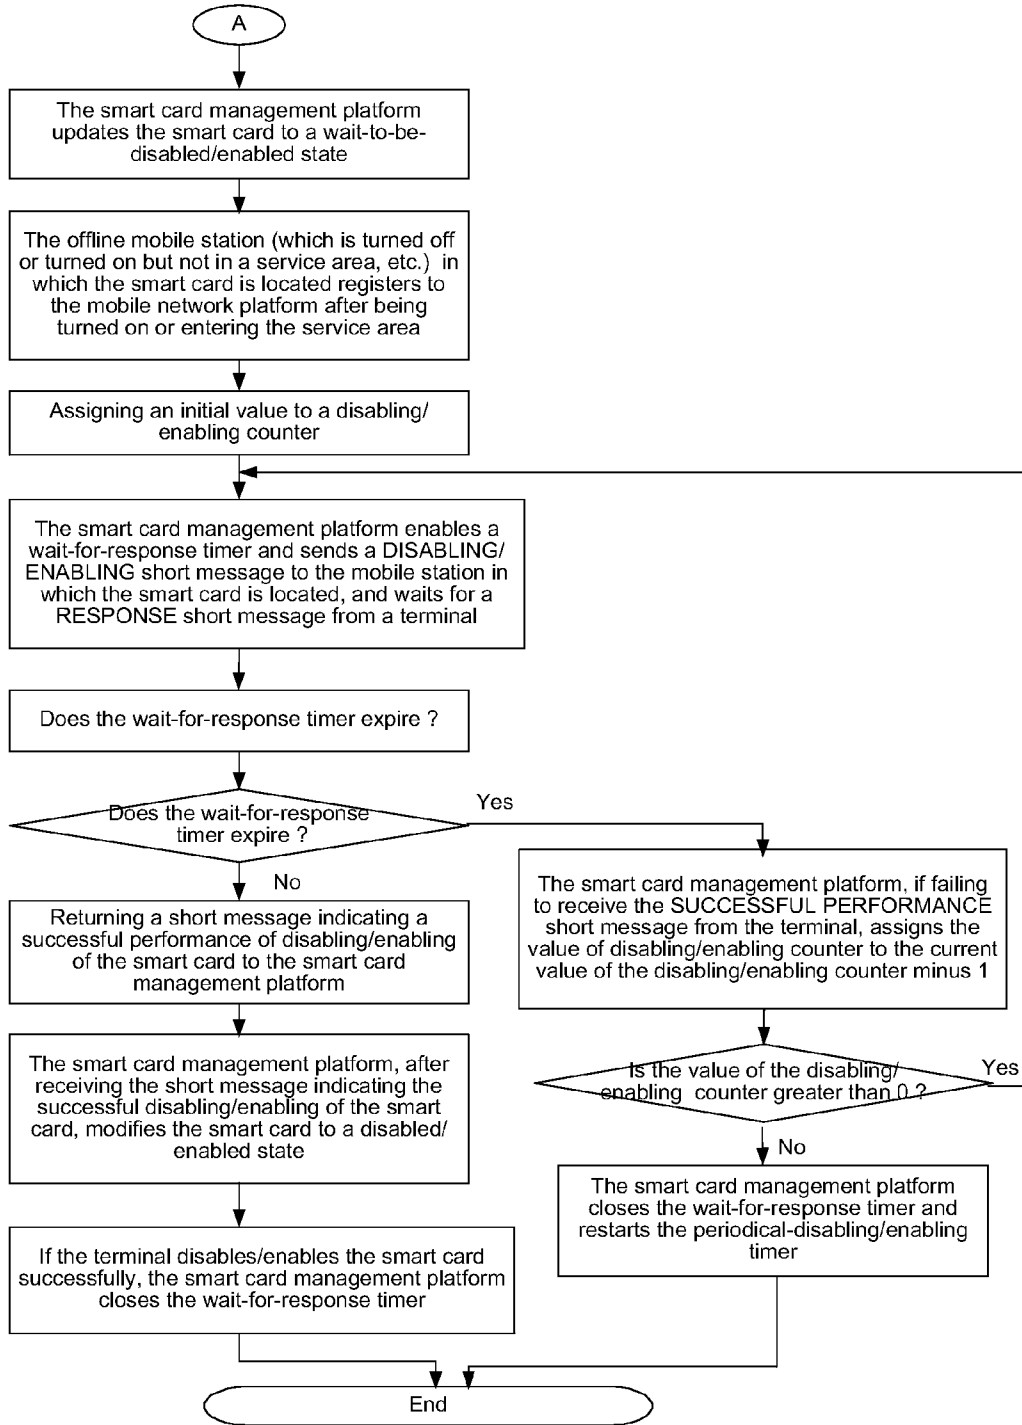 A
The smart card management platform
updates the smart card to a wait-to-be-
disabled/enabled state
The offline mobile station (which is turned off
or turned on but not in a service area, etc.) in
which the smart card is located registers to
the mobile network platform after being
turned on or entering the service area
Assigning an initial value to a disabling/
enabling counter
The smart card management platform enables a
wait-for-response timer and sends a DISABLING/
ENABLING short message to the mobile station in
which the smart card is located, and waits for a
RESPONSE short message from a terminal
Does the wait-for-response timer expire ?
Does the wait-for-response
timer expire ?
Yes
No
The smart card management platform, if failing
to receive the SUCCESSFUL PERFORMANCE
short message from the terminal, assigns the
value of disabling/enabling counter to the current
value of the disabling/enabling counter minus 1
Returning a short message indicating a
successful performance of disabling/enabling
of the smart card to the smart card
management platform
The smart card management platform, after
receiving the short message indicating the
successful disabling/enabling of the smart
card, modifies the smart card to a disabled/
enabled state
Is the value of the disabling/
enabling counter greater than 0 ?
Yes
No
The smart card management platform
closes the wait-for-response timer and
restarts the periodical-disabling/enabling
timer
If the terminal disables/enables the smart card
successfully, the smart card management platform
closes the wait-for-response timer
End